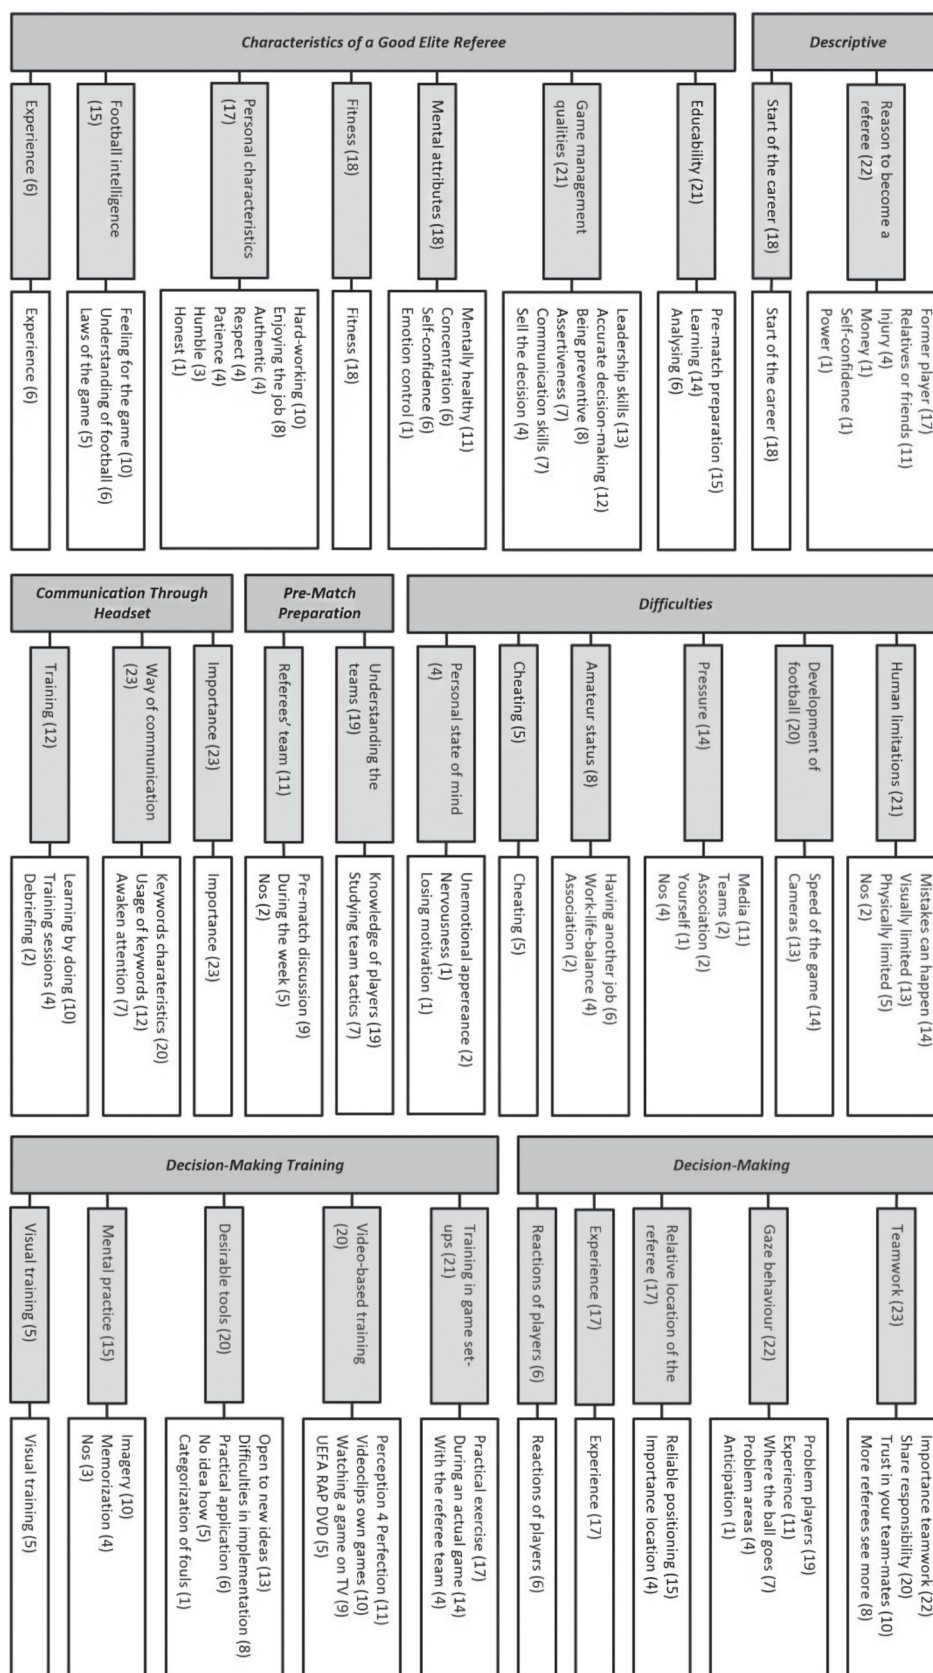 Descriptive
Reason to become a
referee (22)
Former player (17)
Relatives or friends (11)
Injury (4)
Money (1)
Self-confidence (1)
Power (1)
Start of the career (18)
Start of the career (18)
Characteristics of a Good Elite Referee
Educability (21)
Pre-match preparation (15)
Learning (14)
Analysing (6)
Game management
qualities (21)
Leadership skills (13)
Accurate decision-making (12)
Being preventive (8)
Assertiveness (7)
Communication skills (7)
Sell the decision (4)
Mental attributes (18)
Mentally healthy (11)
Concentration (6)
Self-confidence (6)
Emotion control (1)
Fitness (18)
Fitness (18)
Personal characteristics
(17)
Hard-working (10)
Enjoying the job (8)
Authentic (4)
Respect (4)
Patience (4)
Humble (3)
Honest (1)
Football intelligence
(15)
Feeling for the game (10)
Understanding of football (6)
Laws of the game (5)
Experience (6)
Experience (6)
Difficulties
Human limitations (21)
Mistakes can happen (14)
Visually limited (13)
Physically limited (5)
Nos (2)
Development of
football (20)
Speed of the game (14)
Cameras (13)
Pressure (14)
Media (11)
Teams (2)
Association (2)
Yourself (1)
Nos (4)
Amateur status (8)
Having another job (6)
Work-life-balance (4)
Association (2)
Cheating (5)
Cheating (5)
Personal state of mind
(4)
Unemotional appereance (2)
Nervousness (1)
Losing motivation (1)
Pre-Match
Preparation
Understanding the
teams (19)
Knowledge of players (19)
Studying team tactics (7)
Referees' team (11)
Pre-match discussion (9)
During the week (5)
Nos (2)
Communication Through
Headset
Importance (23)
Importance (23)
Way of communication
(23)
Keywords charateristics (20)
Usage of keywords (12)
Awaken attention (7)
Training (12)
Learning by doing (10)
Training sessions (4)
Debriefing (2)
Decision-Making
Teamwork (23)
Importance teamwork (22)
Share responsibility (20)
Trust in your team-mates (10)
More referees see more (8)
Gaze behaviour (22)
Problem players (19)
Experience (11)
Where the ball goes (7)
Problem areas (4)
Anticipation (1)
Relative location of the
referee (17)
Reliable positioning (15)
Importance location (4)
Experience (17)
Experience (17)
Reactions of players (6)
Reactions of players (6)
Decision-Making Training
Training in game set-
ups (21)
Practical exercise (17)
During an actual game (14)
With the referee team (4)
Video-based training
(20)
Perception 4 Perfection (11)
Videoclips own games (10)
Watching a game on TV (9)
UEFA RAP DVD (5)
Desirable tools (20)
Open to new ideas (13)
Difficulties in implementation (8)
Practical application (6)
No idea how (5)
Categorization of fouls (1)
Mental practice (15)
Imagery (10)
Memorization (4)
Nos (3)
Visual training (5)
Visual training (5)